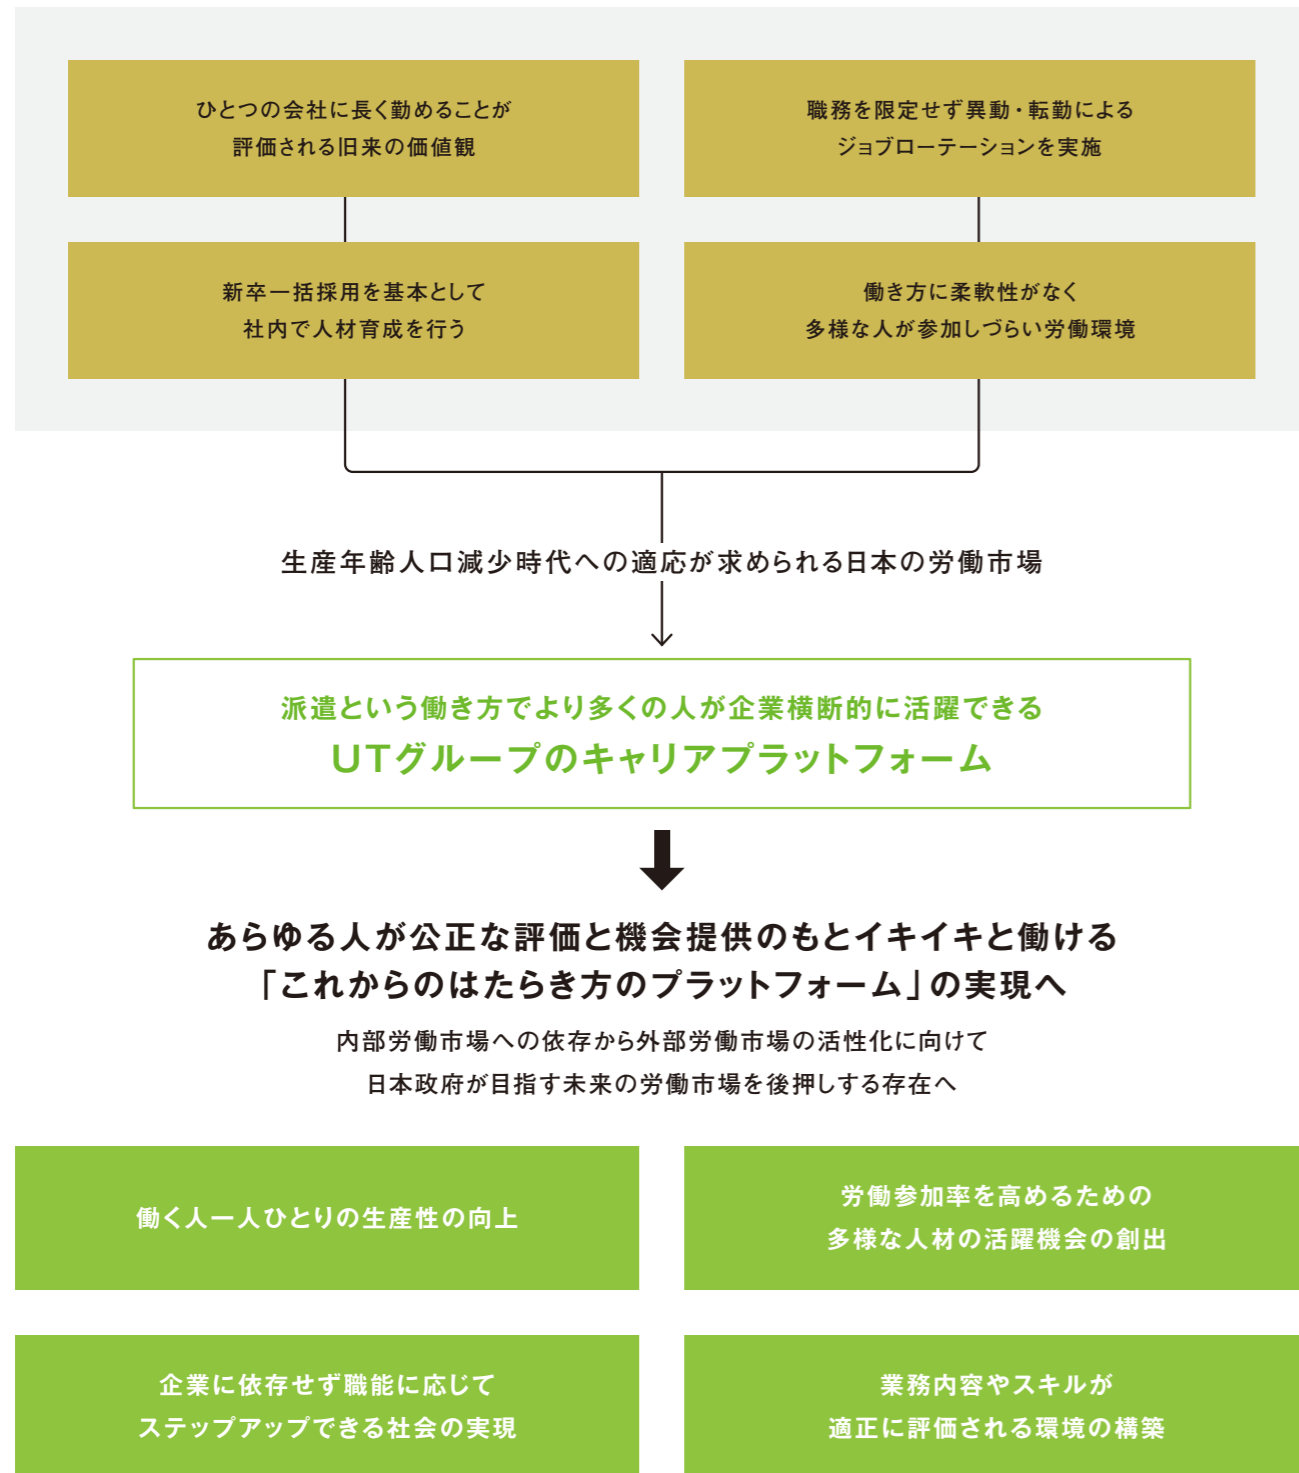 ひとつの会社に長く勤めることが
評価される旧来の価値観
職務を限定せず異動・転勤による
ジョブローテーションを実施
新卒一括採用を基本として
社内で人材育成を行う
働き方に柔軟性がなく
多様な人が参加しづらい労働環境
生産年齢人口減少時代への適応が求められる日本の労働市場
派遣という働き方でより多くの人が企業横断的に活躍できる
UTグループのキャリアプラットフォーム
あらゆる人が公正な評価と機会提供のもとイキイキと働ける
「これからのはたらき方のプラットフォーム」の実現へ
内部労働市場への依存から外部労働市場の活性化に向けて
日本政府が目指す未来の労働市場を後押しする存在へ
働く人一人ひとりの生産性の向上
労働参加率を高めるための
多様な人材の活躍機会の創出
企業に依存せず職能に応じて
ステップアップできる社会の実現
業務内容やスキルが
適正に評価される環境の構築